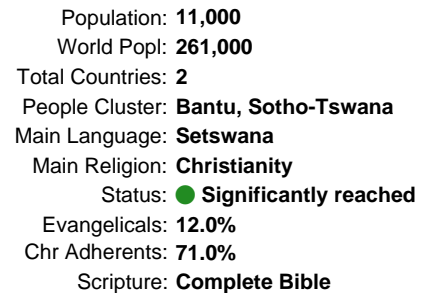 Population: 11,000
World Popl: 261,000
Total Countries: 2
People Cluster: Bantu, Sotho-Tswana
Main Language: Setswana
Main Religion: Christianity
Status: Significantly reached
Evangelicals: 12.0%
Chr Adherents: 71.0%
Scripture: Complete Bible